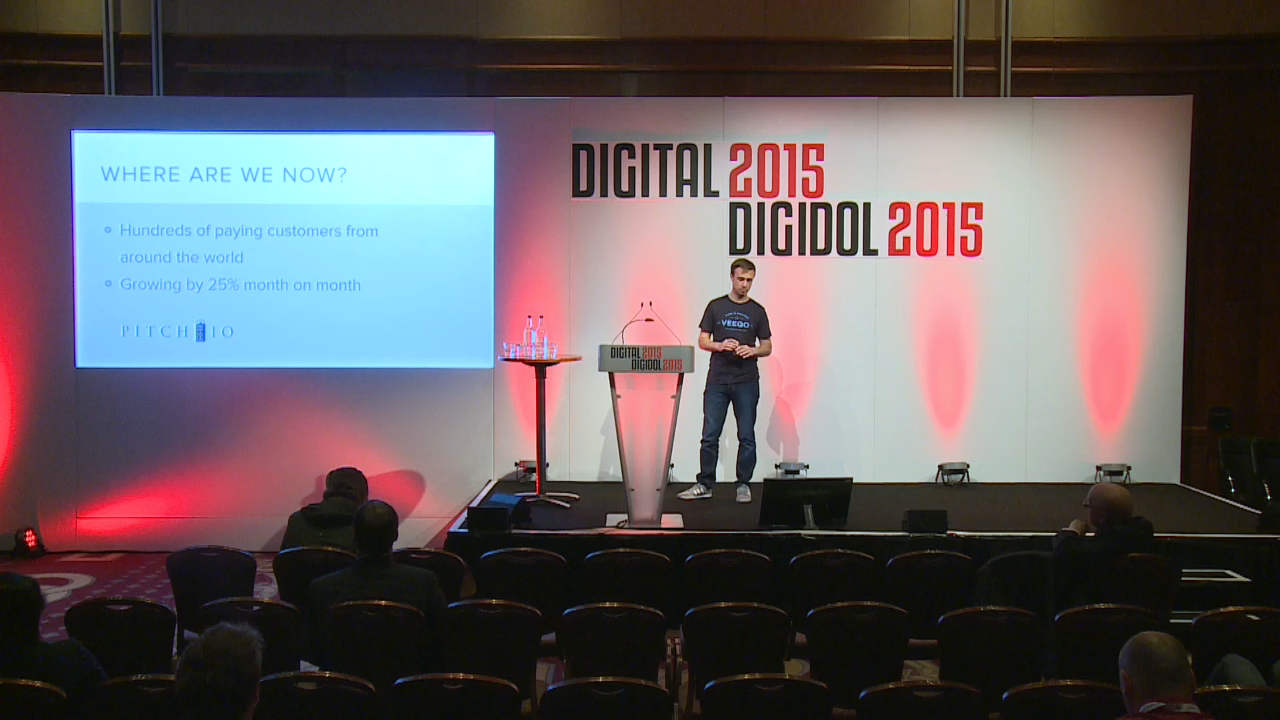 WHERE ARE WE NOW?
Hundreds of paying customers from
around the world
Growing by 25% month on month
PITCH IO
DIGITAL 2015
DIGIDOL 2015
VEEQO
DIGITAL 2015
DIGIDOL 2015